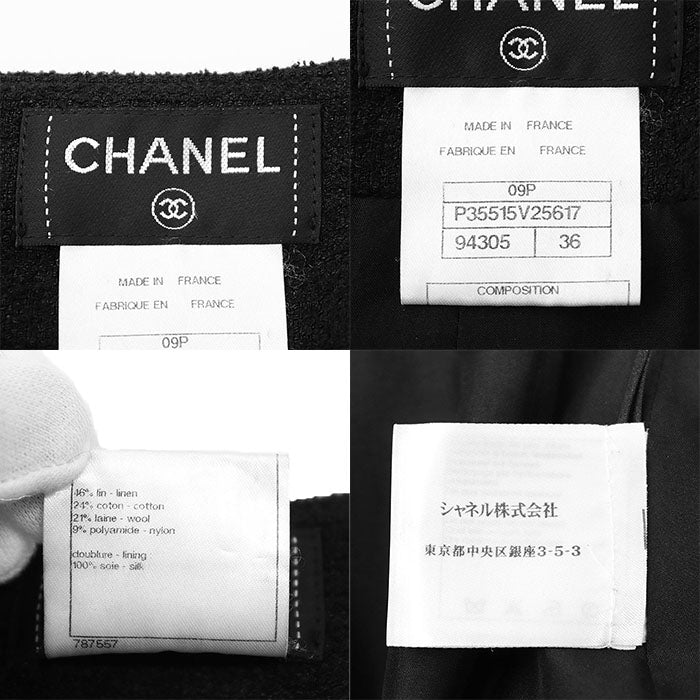 CHANEL
MADE IN FRANCE
FABRIQUE EN FRANCE
09P
CHANEL
MADE IN FRANCE
FABRIQUE EN FRANCE
09P
P35515V25617
94305 36
COMPOSITION
46% lin - linen
24% coton - cotton
21% laine - wool
9% polyamide - nylon
doublure - lining
100% soie - silk
787557
シャネル株式会社
東京都中央区銀座3-5-3